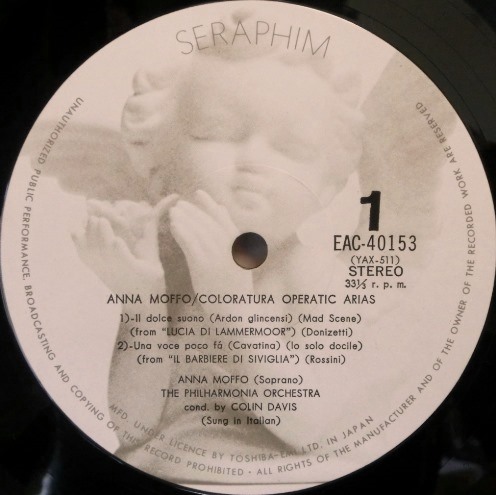 SERAPHIM
1
EAC-40153
(YAX-511)
STEREO
33⅓ r. p. m.
ANNA MOFFO/COLORATURA OPERATIC ARIAS
1)-Il dolce suono (Ardon glincensi) (Mad Scene)
(from "LUCIA DI LAMMERMOOR") (Donizetti)
2)-Una voce poco fá (Cavatina) (Io solo docile)
(from "IL BARBIERE DI SIVIGLIA") (Rossini)
ANNA MOFFO (Soprano)
THE PHILHARMONIA ORCHESTRA
cond. by COLIN DAVIS
(Sung in Italian)
MFD. UNDER LICENCE BY TOSHIBA-EMI LTD. IN JAPAN
UNAUTHORIZED PUBLIC PERFORMANCE, BROADCASTING AND COPYING OF THIS RECORD PROHIBITED - ALL RIGHTS OF THE MANUFACTURER AND OF THE OWNER OF THE RECORDED WORK ARE RESERVED